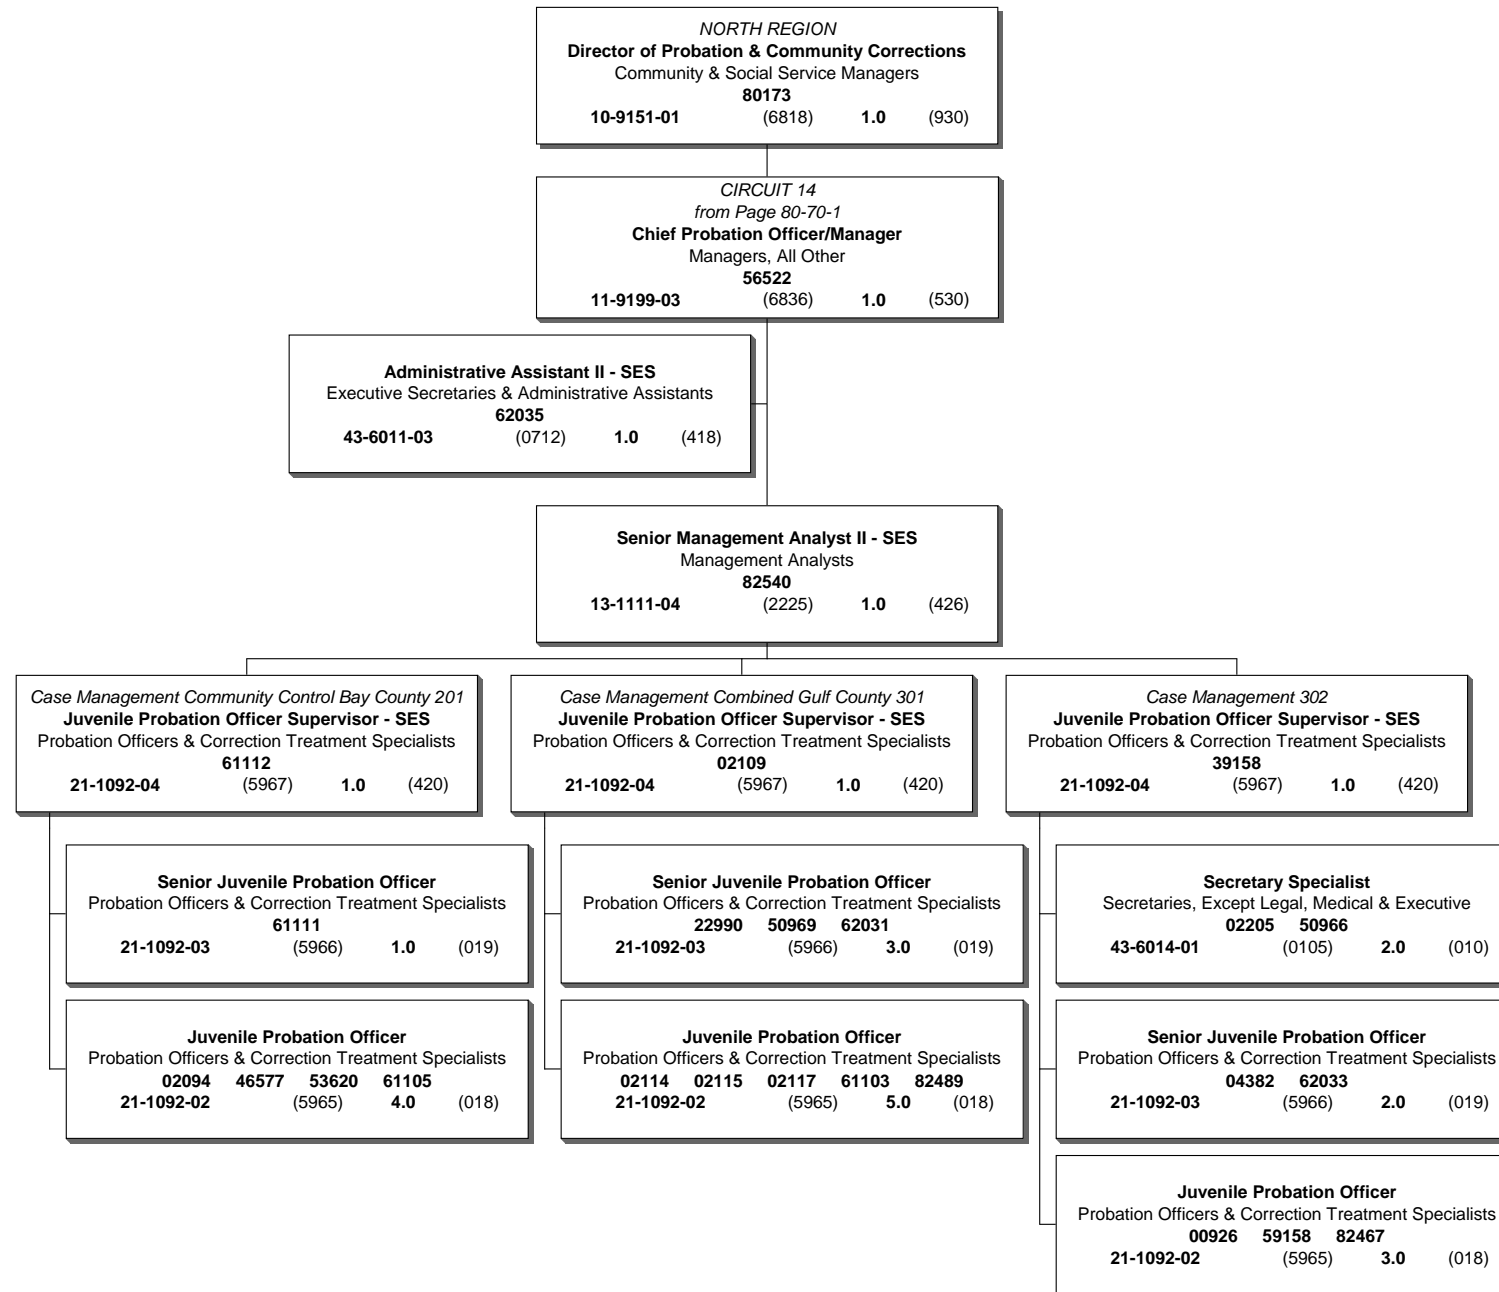 NORTH REGION
Director of Probation & Community Corrections
Community & Social Service Managers
80173
10-9151-01 (6818) 1.0 (930)
CIRCUIT 14
from Page 80-70-1
Chief Probation Officer/Manager
Managers, All Other
56522
11-9199-03 (6836) 1.0 (530)
Administrative Assistant II - SES
Executive Secretaries & Administrative Assistants
62035
43-6011-03 (0712) 1.0 (418)
Senior Management Analyst II - SES
Management Analysts
82540
13-1111-04 (2225) 1.0 (426)
Case Management Community Control Bay County 201
Juvenile Probation Officer Supervisor - SES
Probation Officers & Correction Treatment Specialists
61112
21-1092-04 (5967) 1.0 (420)
Senior Juvenile Probation Officer
Probation Officers & Correction Treatment Specialists
61111
21-1092-03 (5966) 1.0 (019)
Juvenile Probation Officer
Probation Officers & Correction Treatment Specialists
02094 46577 53620 61105
21-1092-02 (5965) 4.0 (018)
Case Management Combined Gulf County 301
Juvenile Probation Officer Supervisor - SES
Probation Officers & Correction Treatment Specialists
02109
21-1092-04 (5967) 1.0 (420)
Senior Juvenile Probation Officer
Probation Officers & Correction Treatment Specialists
22990 50969 62031
21-1092-03 (5966) 3.0 (019)
Juvenile Probation Officer
Probation Officers & Correction Treatment Specialists
02114 02115 02117 61103 82489
21-1092-02 (5965) 5.0 (018)
Case Management 302
Juvenile Probation Officer Supervisor - SES
Probation Officers & Correction Treatment Specialists
39158
21-1092-04 (5967) 1.0 (420)
Secretary Specialist
Secretaries, Except Legal, Medical & Executive
02205 50966
43-6014-01 (0105) 2.0 (010)
Senior Juvenile Probation Officer
Probation Officers & Correction Treatment Specialists
04382 62033
21-1092-03 (5966) 2.0 (019)
Juvenile Probation Officer
Probation Officers & Correction Treatment Specialists
00926 59158 82467
21-1092-02 (5965) 3.0 (018)